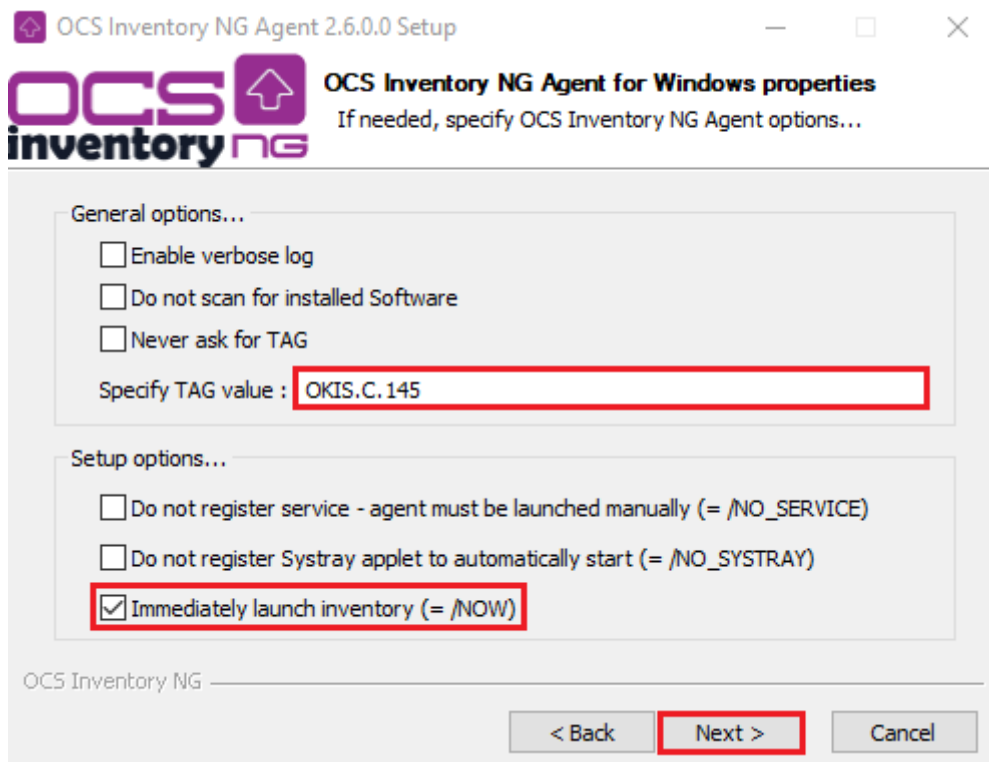 OCS Inventory NG Agent 2.6.0.0 Setup
OCS
inventory NG
OCS Inventory NG Agent for Windows properties
If needed, specify OCS Inventory NG Agent options...
General options...
Enable verbose log
Do not scan for installed Software
Never ask for TAG
Specify TAG value : OKIS.C.145
Setup options...
Do not register service - agent must be launched manually (= /NO_SERVICE)
Do not register Systray applet to automatically start (= /NO_SYSTRAY)
Immediately launch inventory (= /NOW)
OCS Inventory NG
< Back Next > Cancel